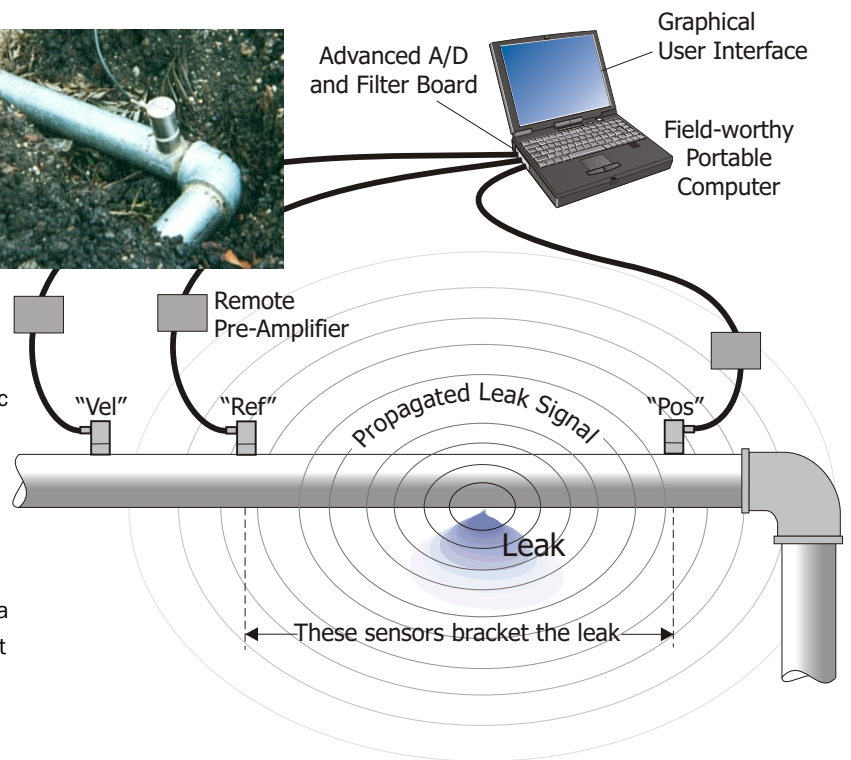 Graphical
User Interface
Advanced A/D
and Filter Board
Field-worthy
Portable
Computer
Remote
Pre-Amplifier
c
"Vel"
"Ref"
Propagated Leak Signal
"Pos"
Leak
a
These sensors bracket the leak
t